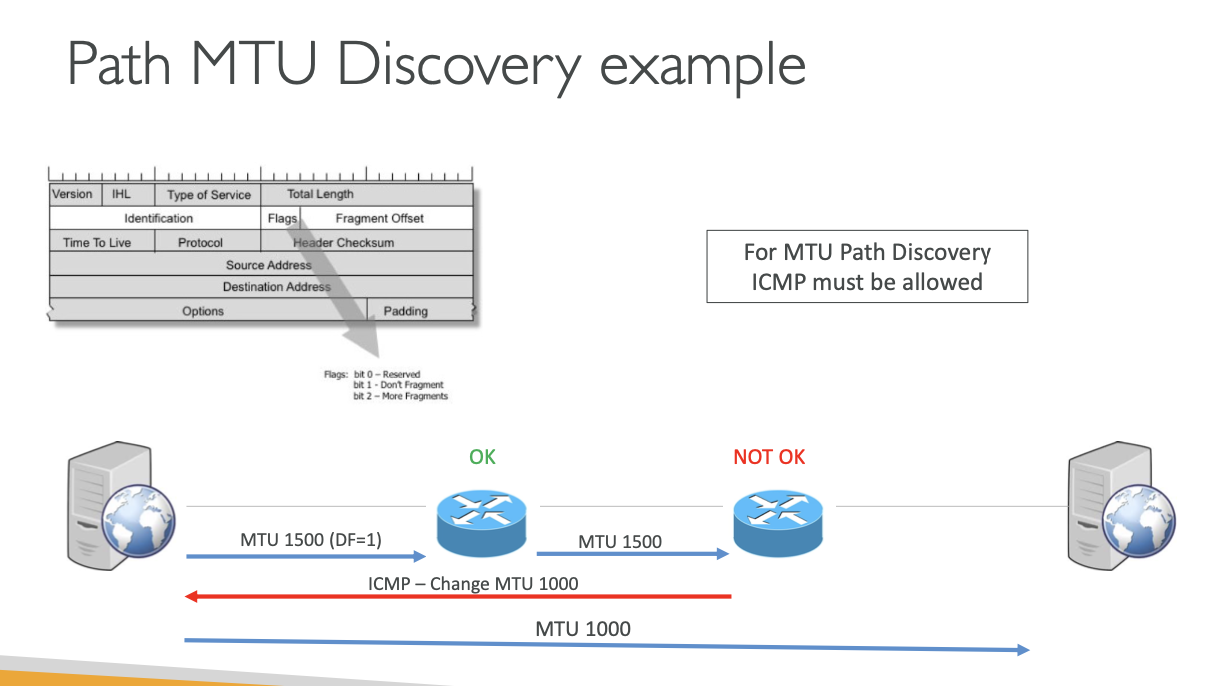 Path MTU Discovery example
Version IHL Type of Service Total Length
Identification Flags Fragment Offset
Time To Live Protocol Header Checksum
Source Address
Destination Address
Options Padding
Flags: bit 0 – Reserved
bit 1 - Don't Fragment
bit 2 – More Fragments
For MTU Path Discovery
ICMP must be allowed
OK
NOT OK
MTU 1500 (DF=1)
MTU 1500
ICMP – Change MTU 1000
MTU 1000